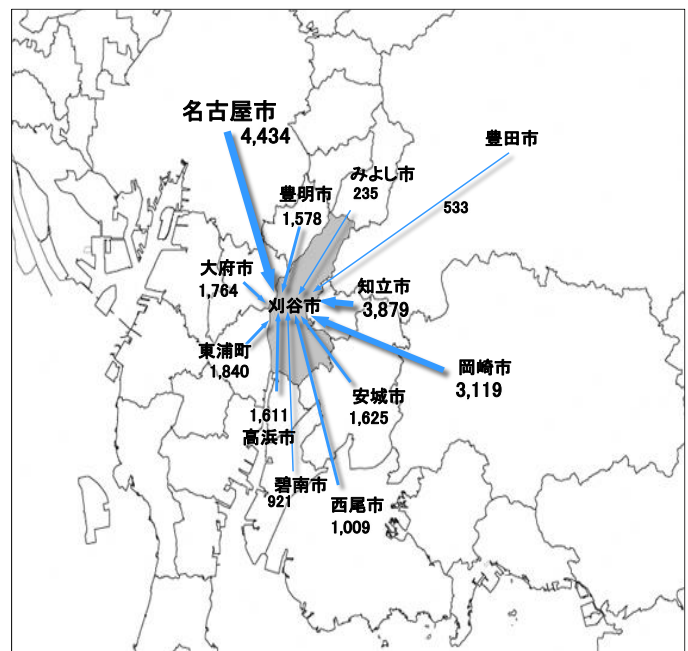 名古屋市
4,434
豊田市
みよし市
235
豊明市
1,578
533
大府市
1,764
知立市
3,879
刈谷市
東浦町
1,840
岡崎市
3,119
安城市
1,625
1,611
高浜市
碧南市
921
西尾市
1,009